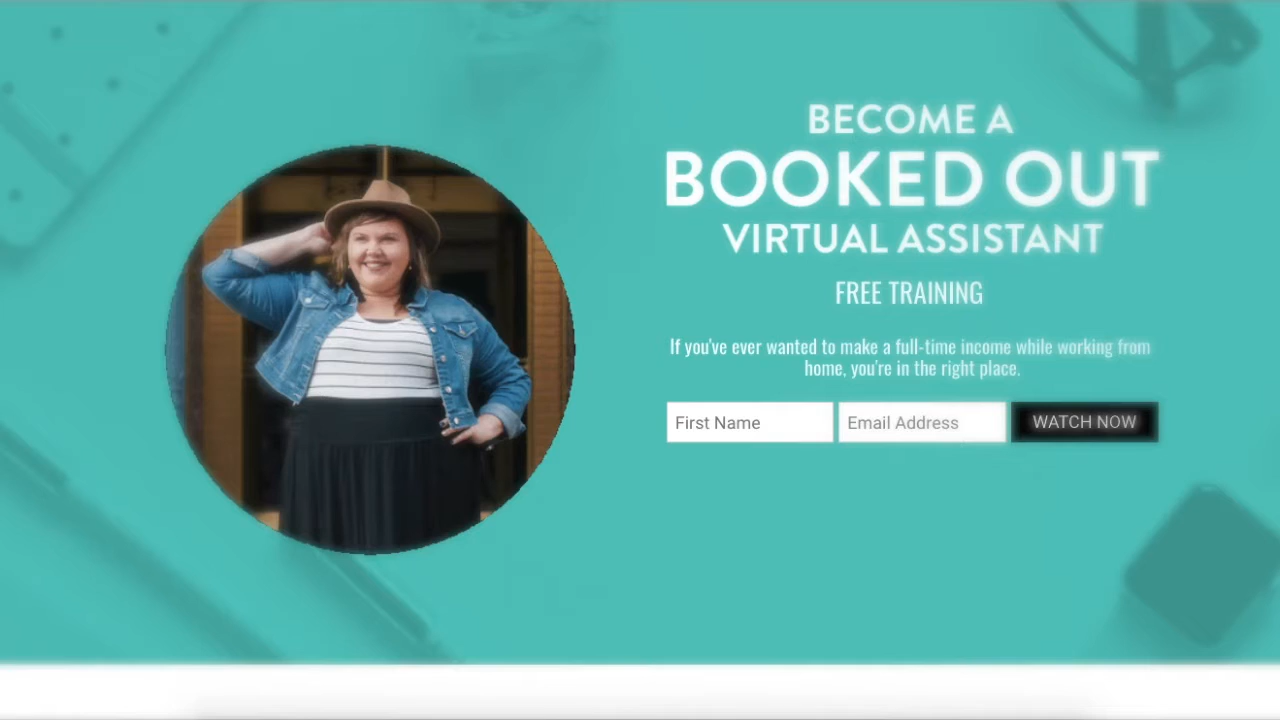 BECOME A
BOOKED OUT
VIRTUAL ASSISTANT
FREE TRAINING
If you've ever wanted to make a full-time income while working from
home, you're in the right place.
First Name
Email Address
WATCH NOW